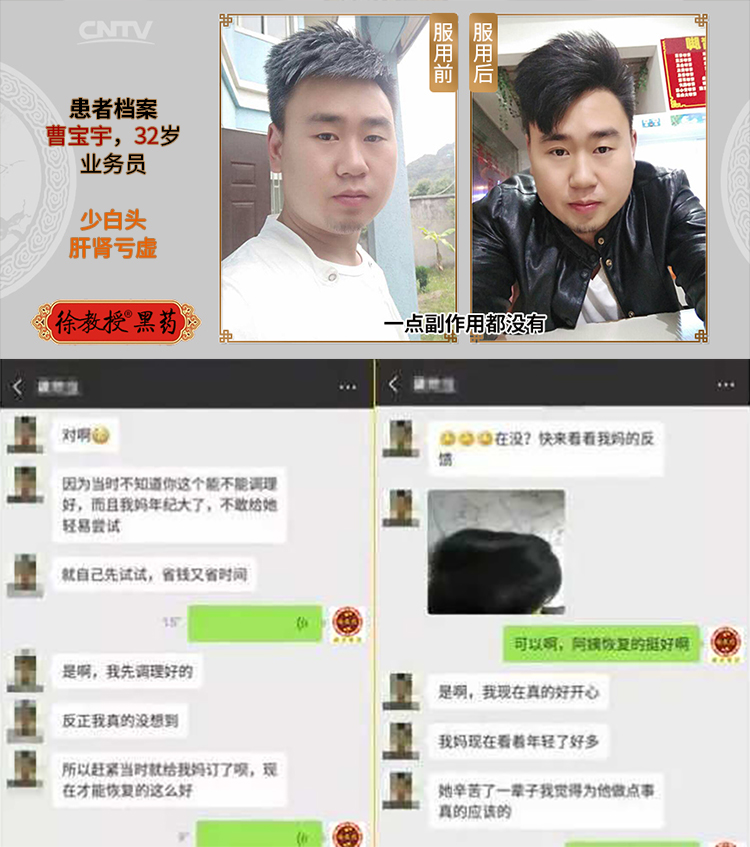 CNTV
患者档案
曹宝宇，32岁
业务员
少白头
肝肾亏虚
徐教授®黑药
服用前
服用后
一点副作用都没有
对啊
因为当时不知道你这个能不能调理
好，而且我妈年纪大了，不敢给她
轻易尝试
就自己先试试，省钱又省时间
15"
是啊，我先调理好的
反正我真的没想到
所以赶紧当时就给我妈订了呗，现
在才能恢复的这么好
9"
在没？快来看看我妈的反
馈
可以啊，阿姨恢复的挺好啊
是啊，我现在真的好开心
我妈现在看着年轻了好多
她辛苦了一辈子我觉得为他做点事
真的应该的